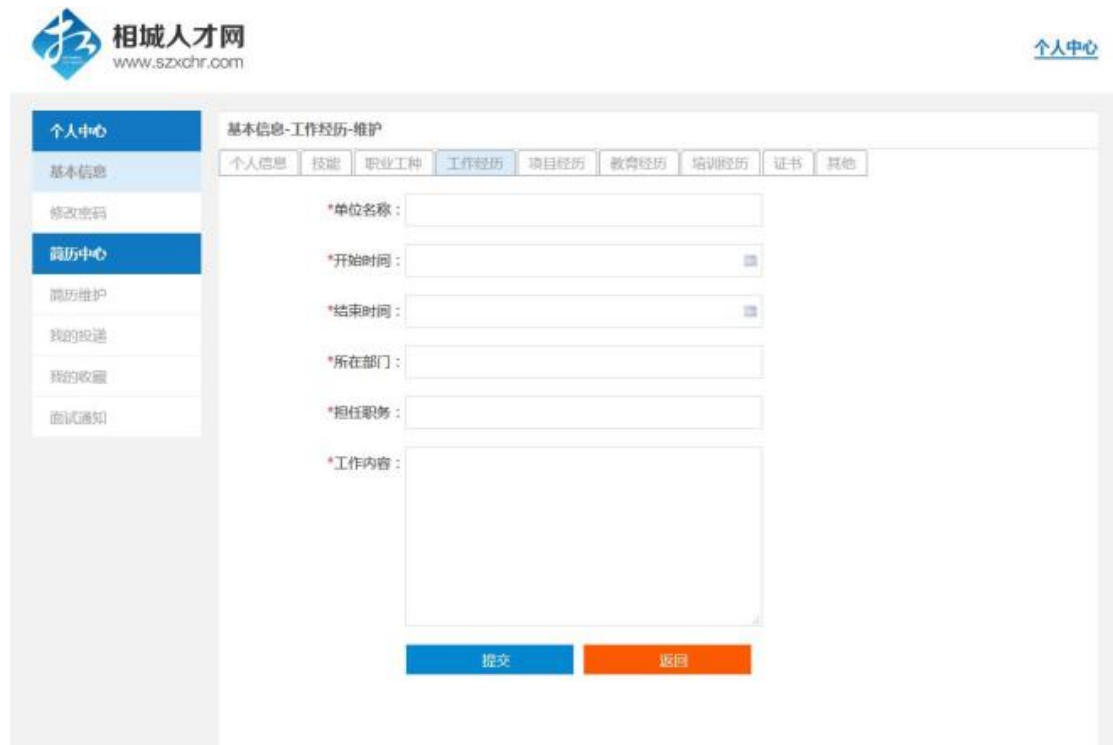 相城人才网
www.szxchr.com
个人中心
个人中心
基本信息
修改密码
简历中心
简历维护
我的投递
我的收藏
面试通知
基本信息-工作经历-维护
个人信息 技能 职业工种 工作经历 项目经历 教育经历 培训经历 证书 其他
*单位名称：
*开始时间：
*结束时间：
*所在部门：
*担任职务：
*工作内容：
提交 返回